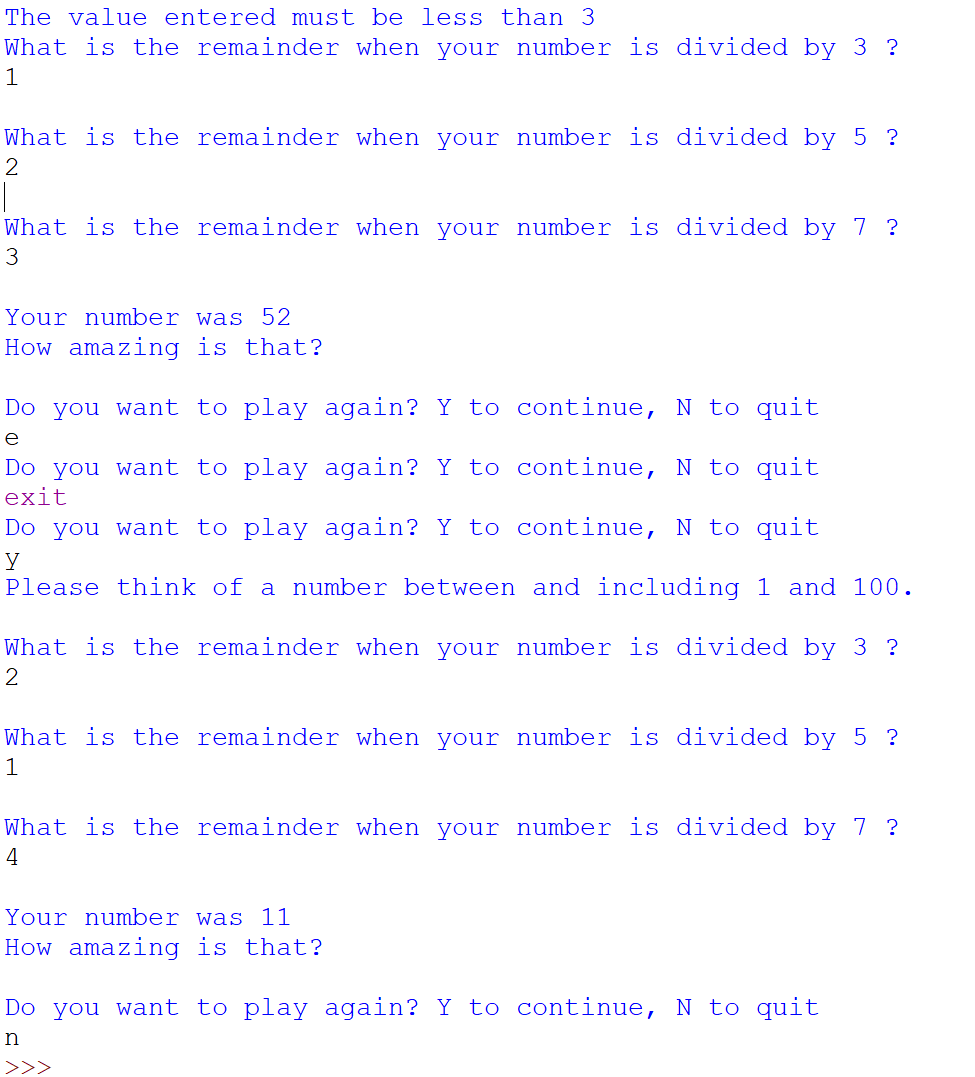 The value entered must be less than 3
What is the remainder when your number is divided by 3 ?
1
What is the remainder when your number is divided by 5 ?
2
What is the remainder when your number is divided by 7 ?
3
Your number was 52
How amazing is that?
Do you want to play again? Y to continue, N to quit
e
Do you want to play again? Y to continue, N to quit
exit
Do you want to play again? Y to continue, N to quit
y
Please think of a number between and including 1 and 100.
What is the remainder when your number is divided by 3 ?
2
What is the remainder when your number is divided by 5 ?
1
What is the remainder when your number is divided by 7 ?
4
Your number was 11
How amazing is that?
Do you want to play again? Y to continue, N to quit
n
>>>